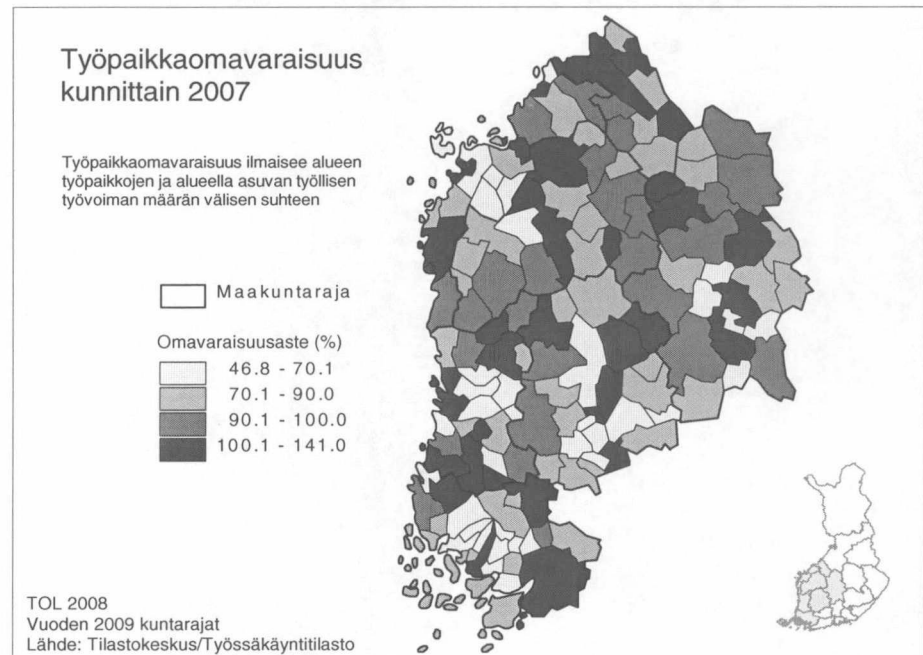 Työpaikkaomavaraisuus
kunnittain 2007
Työpaikkaomavaraisuus ilmaisee alueen
työpaikkojen ja alueella asuvan työllisen
työvoiman määrän välisen suhteen
Maakuntaraja
Omavaraisuusaste (%)
46.8 - 70.1
70.1 - 90.0
90.1 - 100.0
100.1 - 141.0
TOL 2008
Vuoden 2009 kuntarajat
Lähde: Tilastokeskus/Työssäkäyntitilasto